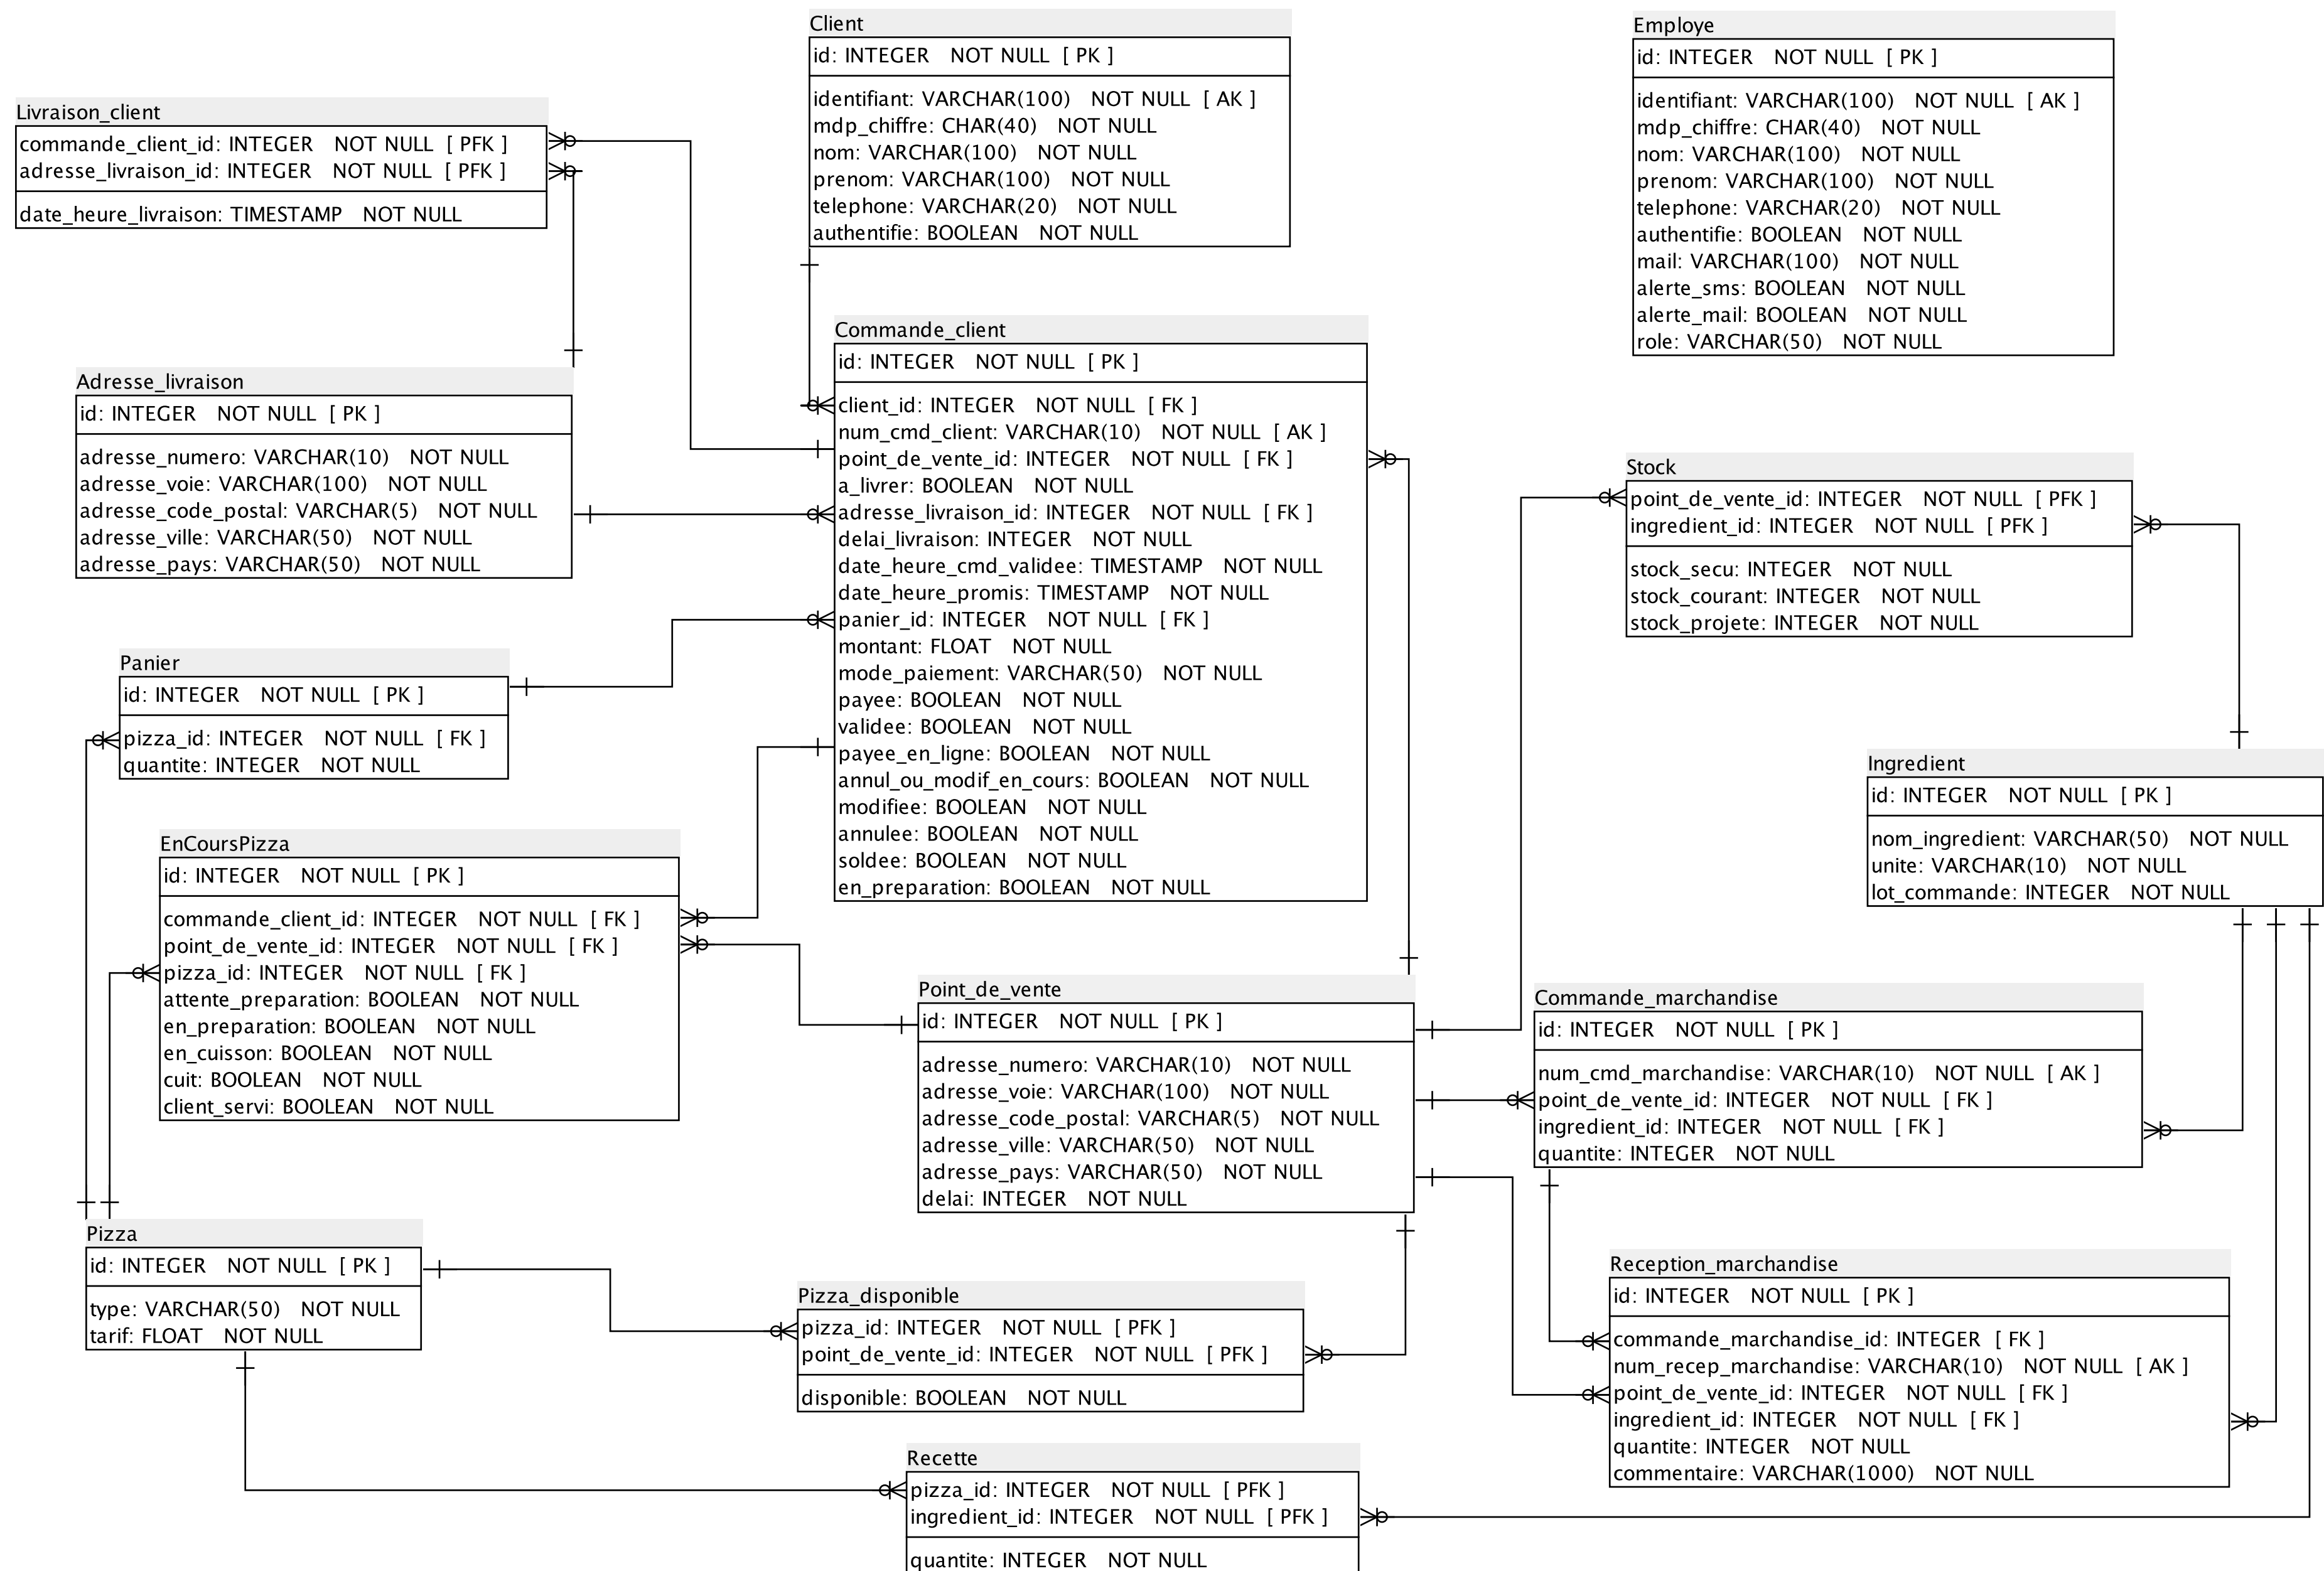 Client
id: INTEGER NOT NULL [ PK ]
identifiant: VARCHAR(100) NOT NULL [ AK ]
mdp_chiffre: CHAR(40) NOT NULL
nom: VARCHAR(100) NOT NULL
prenom: VARCHAR(100) NOT NULL
telephone: VARCHAR(20) NOT NULL
authentifie: BOOLEAN NOT NULL
Employe
id: INTEGER NOT NULL [ PK ]
identifiant: VARCHAR(100) NOT NULL [ AK ]
mdp_chiffre: CHAR(40) NOT NULL
nom: VARCHAR(100) NOT NULL
prenom: VARCHAR(100) NOT NULL
telephone: VARCHAR(20) NOT NULL
authentifie: BOOLEAN NOT NULL
mail: VARCHAR(100) NOT NULL
alerte_sms: BOOLEAN NOT NULL
alerte_mail: BOOLEAN NOT NULL
role: VARCHAR(50) NOT NULL
Livraison_client
commande_client_id: INTEGER NOT NULL [ PFK ]
adresse_livraison_id: INTEGER NOT NULL [ PFK ]
date_heure_livraison: TIMESTAMP NOT NULL
Commande_client
id: INTEGER NOT NULL [ PK ]
client_id: INTEGER NOT NULL [ FK ]
num_cmd_client: VARCHAR(10) NOT NULL [ AK ]
point_de_vente_id: INTEGER NOT NULL [ FK ]
a_livrer: BOOLEAN NOT NULL
adresse_livraison_id: INTEGER NOT NULL [ FK ]
delai_livraison: INTEGER NOT NULL
date_heure_cmd_validee: TIMESTAMP NOT NULL
date_heure_promis: TIMESTAMP NOT NULL
panier_id: INTEGER NOT NULL [ FK ]
montant: FLOAT NOT NULL
mode_paiement: VARCHAR(50) NOT NULL
payee: BOOLEAN NOT NULL
validee: BOOLEAN NOT NULL
payee_en_ligne: BOOLEAN NOT NULL
annul_ou_modif_en_cours: BOOLEAN NOT NULL
modifiee: BOOLEAN NOT NULL
annulee: BOOLEAN NOT NULL
soldee: BOOLEAN NOT NULL
en_preparation: BOOLEAN NOT NULL
Adresse_livraison
id: INTEGER NOT NULL [ PK ]
adresse_numero: VARCHAR(10) NOT NULL
adresse_voie: VARCHAR(100) NOT NULL
adresse_code_postal: VARCHAR(5) NOT NULL
adresse_ville: VARCHAR(50) NOT NULL
adresse_pays: VARCHAR(50) NOT NULL
Stock
point_de_vente_id: INTEGER NOT NULL [ PFK ]
ingredient_id: INTEGER NOT NULL [ PFK ]
stock_secu: INTEGER NOT NULL
stock_courant: INTEGER NOT NULL
stock_projete: INTEGER NOT NULL
Panier
id: INTEGER NOT NULL [ PK ]
pizza_id: INTEGER NOT NULL [ FK ]
quantite: INTEGER NOT NULL
Ingredient
id: INTEGER NOT NULL [ PK ]
nom_ingredient: VARCHAR(50) NOT NULL
unite: VARCHAR(10) NOT NULL
lot_commande: INTEGER NOT NULL
EnCoursPizza
id: INTEGER NOT NULL [ PK ]
commande_client_id: INTEGER NOT NULL [ FK ]
point_de_vente_id: INTEGER NOT NULL [ FK ]
pizza_id: INTEGER NOT NULL [ FK ]
attente_preparation: BOOLEAN NOT NULL
en_preparation: BOOLEAN NOT NULL
en_cuisson: BOOLEAN NOT NULL
cuit: BOOLEAN NOT NULL
client_servi: BOOLEAN NOT NULL
Point_de_vente
id: INTEGER NOT NULL [ PK ]
adresse_numero: VARCHAR(10) NOT NULL
adresse_voie: VARCHAR(100) NOT NULL
adresse_code_postal: VARCHAR(5) NOT NULL
adresse_ville: VARCHAR(50) NOT NULL
adresse_pays: VARCHAR(50) NOT NULL
delai: INTEGER NOT NULL
Commande_marchandise
id: INTEGER NOT NULL [ PK ]
num_cmd_marchandise: VARCHAR(10) NOT NULL [ AK ]
point_de_vente_id: INTEGER NOT NULL [ FK ]
ingredient_id: INTEGER NOT NULL [ FK ]
quantite: INTEGER NOT NULL
Pizza
id: INTEGER NOT NULL [ PK ]
type: VARCHAR(50) NOT NULL
tarif: FLOAT NOT NULL
Pizza_disponible
pizza_id: INTEGER NOT NULL [ PFK ]
point_de_vente_id: INTEGER NOT NULL [ PFK ]
disponible: BOOLEAN NOT NULL
Reception_marchandise
id: INTEGER NOT NULL [ PK ]
commande_marchandise_id: INTEGER [ FK ]
num_recep_marchandise: VARCHAR(10) NOT NULL [ AK ]
point_de_vente_id: INTEGER NOT NULL [ FK ]
ingredient_id: INTEGER NOT NULL [ FK ]
quantite: INTEGER NOT NULL
commentaire: VARCHAR(1000) NOT NULL
Recette
pizza_id: INTEGER NOT NULL [ PFK ]
ingredient_id: INTEGER NOT NULL [ PFK ]
quantite: INTEGER NOT NULL